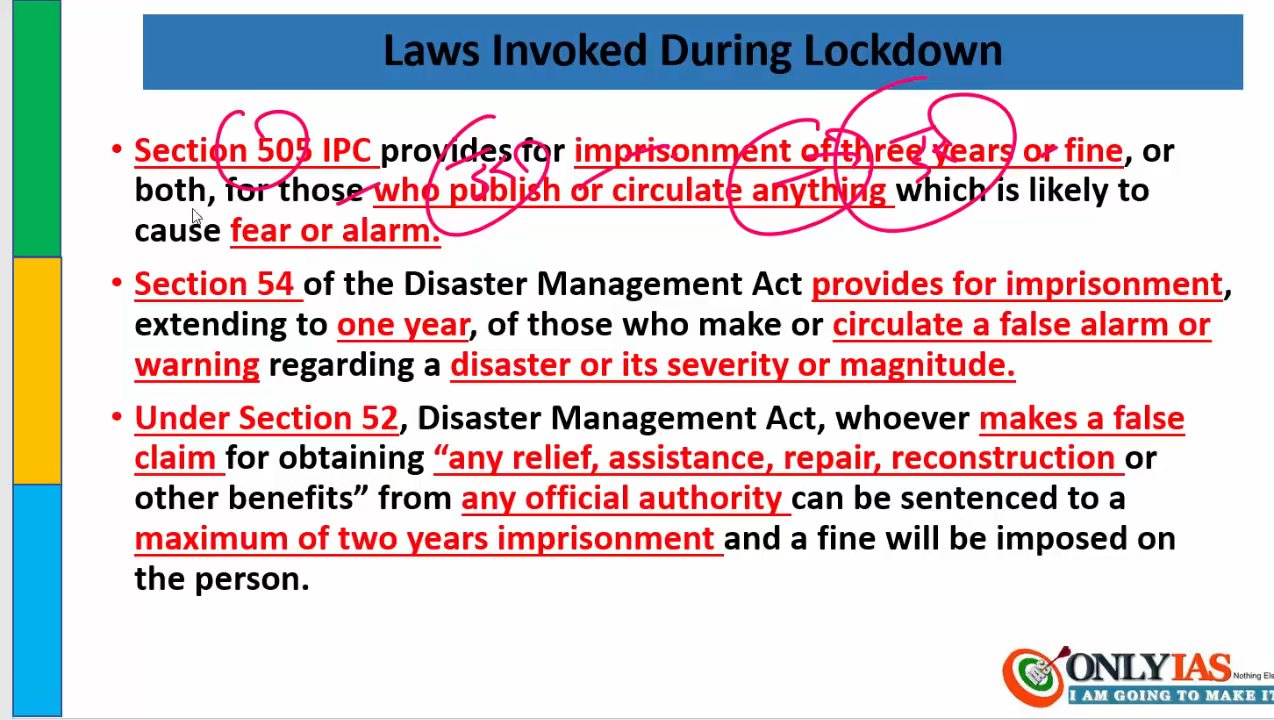 Laws Invoked During Lockdown
• Section 505 IPC provides for imprisonment of three years or fine, or
both, for those who publish or circulate anything which is likely to
cause fear or alarm.
• Section 54 of the Disaster Management Act provides for imprisonment,
extending to one year, of those who make or circulate a false alarm or
warning regarding a disaster or its severity or magnitude.
• Under Section 52, Disaster Management Act, whoever makes a false
claim for obtaining “any relief, assistance, repair, reconstruction or
other benefits” from any official authority can be sentenced to a
maximum of two years imprisonment and a fine will be imposed on
the person.
ONLYIAS
Nothing Else
I AM GOING TO MAKE IT